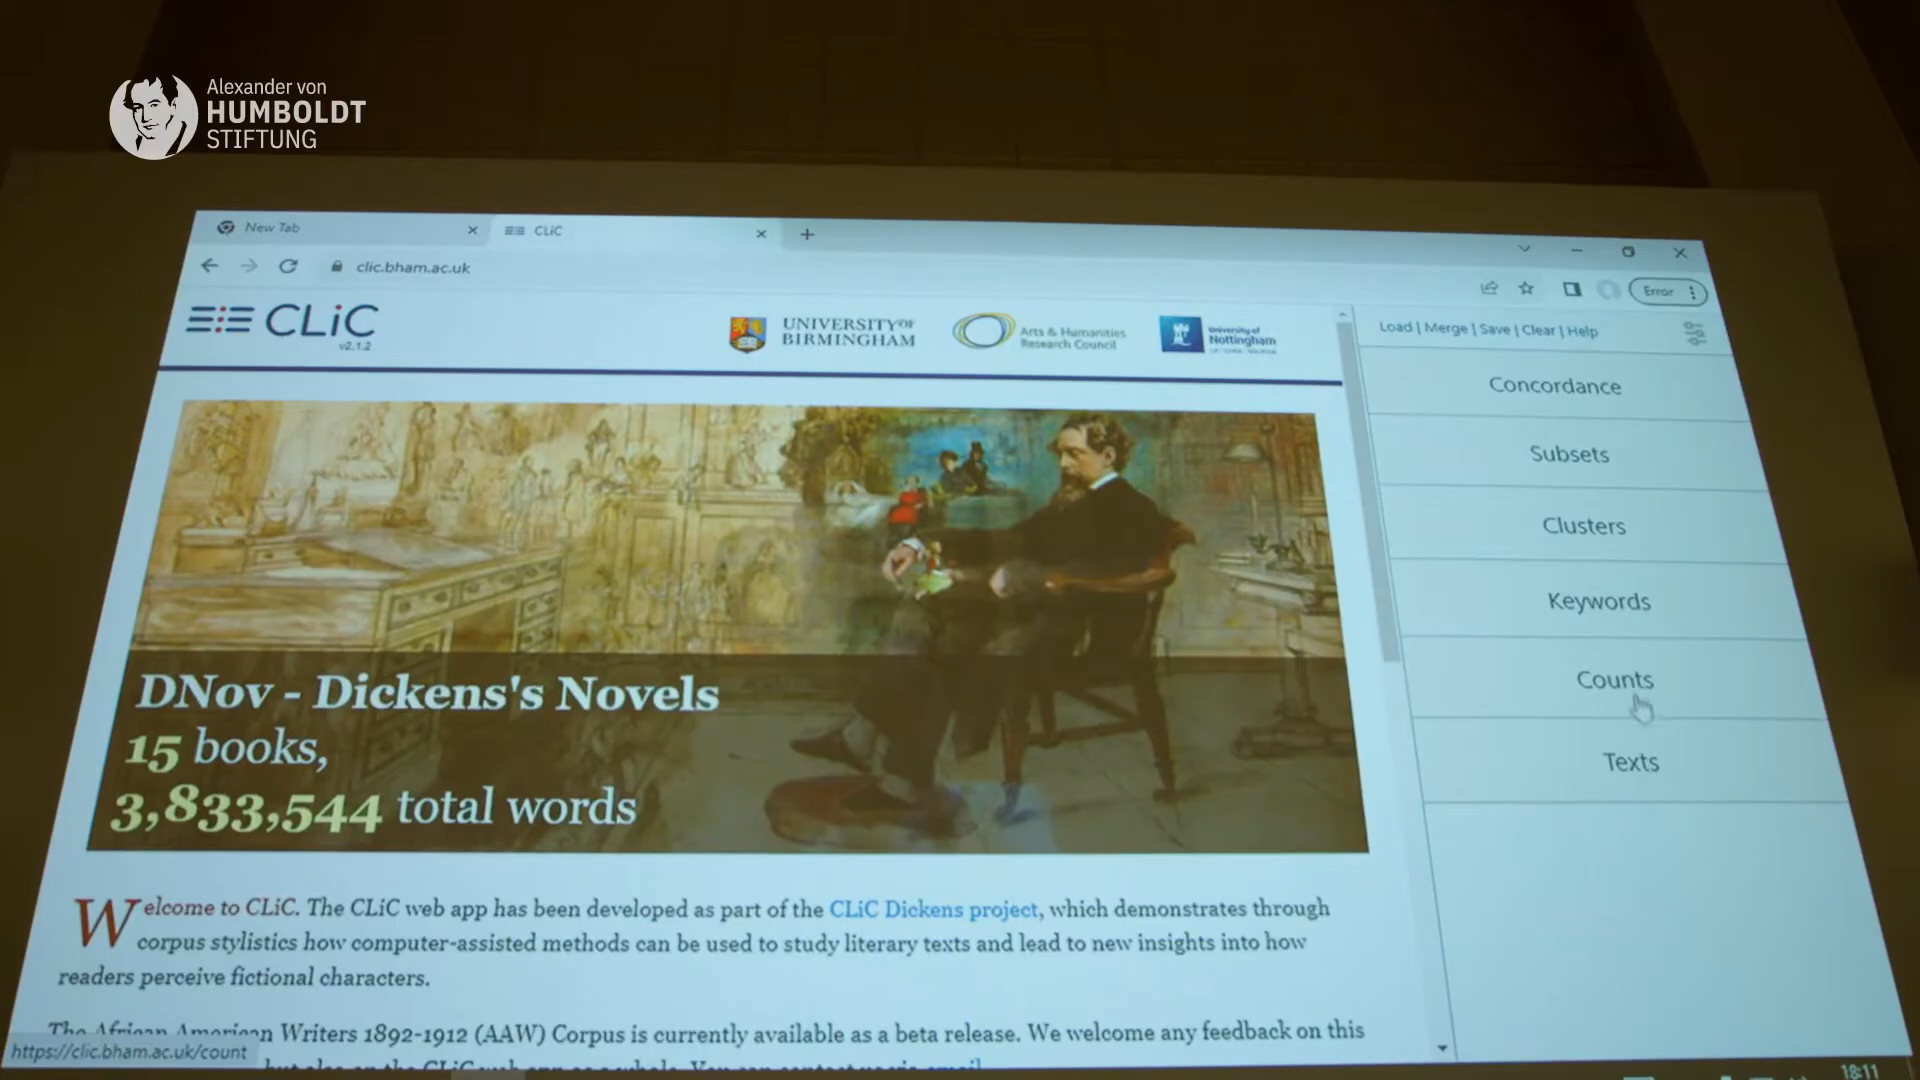 Alexander von
HUMBOLDT
STIFTUNG
New Tab
CLiC
clic.bham.ac.uk
Error
CLiC
v2.1.2
UNIVERSITY OF
BIRMINGHAM
Arts & Humanities
Research Council
University of
Nottingham
Load | Merge | Save | Clear | Help
Concordance
Subsets
Clusters
Keywords
Counts
Texts
DNov - Dickens's Novels
15 books,
3,833,544 total words
Welcome to CLiC. The CLiC web app has been developed as part of the CLiC Dickens project, which demonstrates through
corpus stylistics how computer-assisted methods can be used to study literary texts and lead to new insights into how
readers perceive fictional characters.
The African American Writers 1892-1912 (AAW) Corpus is currently available as a beta release. We welcome any feedback on this
https://clic.bham.ac.uk/count
18:11